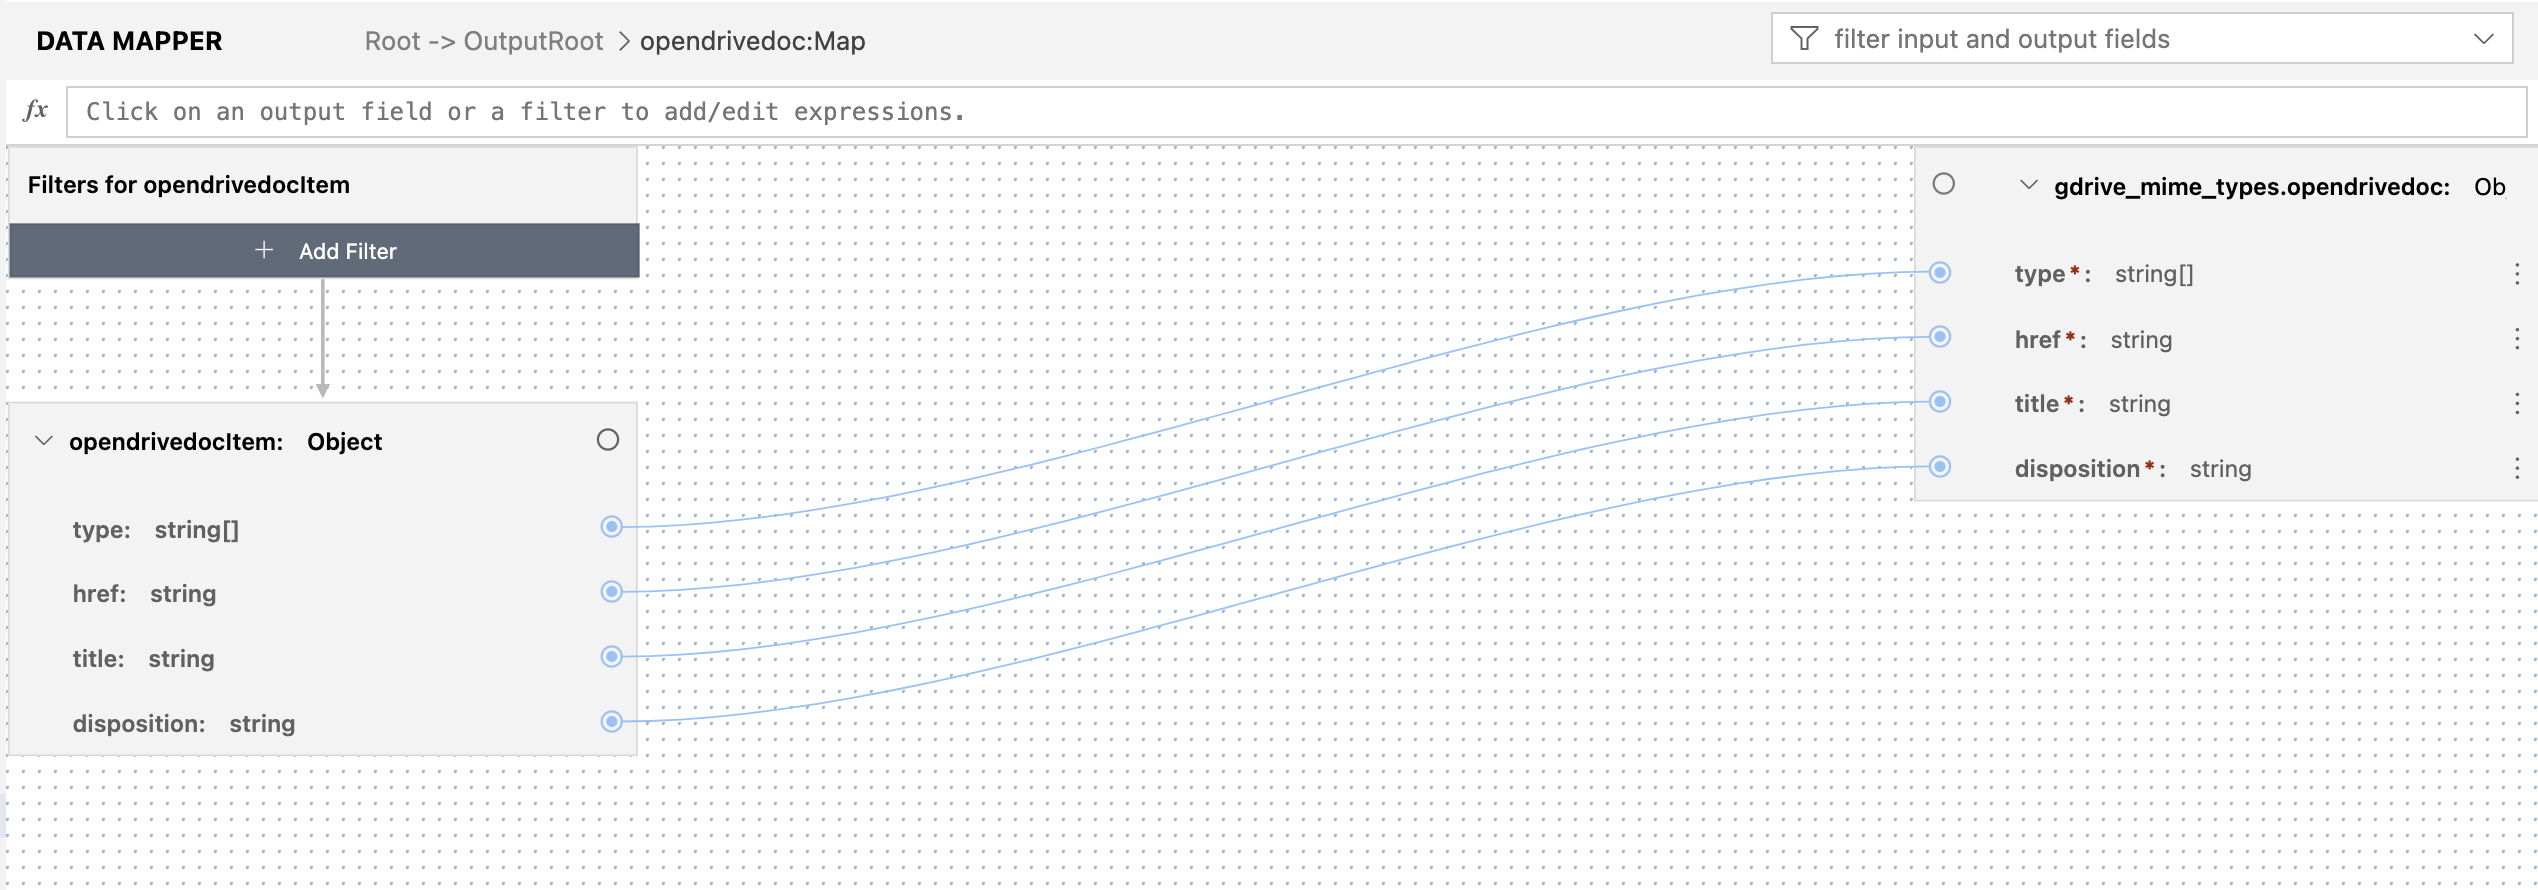 DATA MAPPER
Root -> OutputRoot > opendrivedoc:Map
filter input and output fields
fx
Click on an output field or a filter to add/edit expressions.
Filters for opendrivedocItem
+ Add Filter
opendrivedocItem: Object
type: string[]
href: string
title: string
disposition: string
gdrive_mime_types.opendrivedoc: Ob
type*: string[]
href*: string
title*: string
disposition*: string